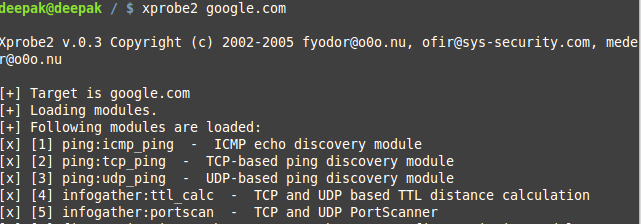 deepak@deepak / $ xprobe2 google.com
Xprobe2 v.0.3 Copyright (c) 2002-2005 fyodor@o0o.nu, ofir@sys-security.com, mede
r@o0o.nu
[+] Target is google.com
[+] Loading modules.
[+] Following modules are loaded:
[x] [1] ping:icmp_ping  -  ICMP echo discovery module
[x] [2] ping:tcp_ping  -  TCP-based ping discovery module
[x] [3] ping:udp_ping  -  UDP-based ping discovery module
[x] [4] infogather:ttl_calc  -  TCP and UDP based TTL distance calculation
[x] [5] infogather:portscan  -  TCP and UDP PortScanner